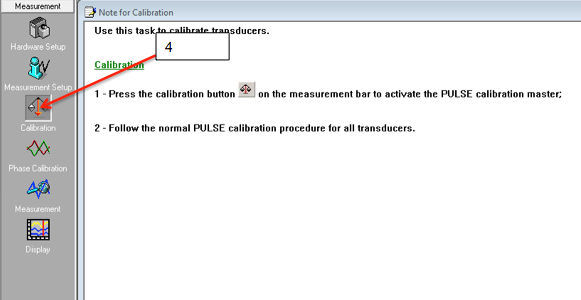 Measurement
Note for Calibration
Use this task to calibrate transducers.
4
Hardware Setup
Calibration
Measurement Setup
1 - Press the calibration button on the measurement bar to activate the PULSE calibration master;
Calibration
2 - Follow the normal PULSE calibration procedure for all transducers.
Phase Calibration
Measurement
Display